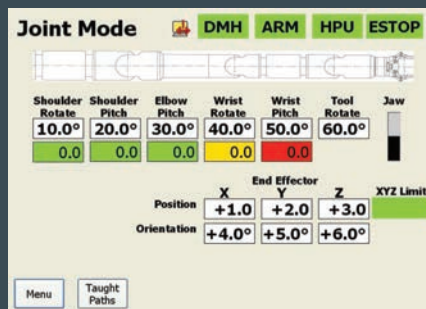 Joint Mode DMH ARM HPU ESTOP
Shoulder Shoulder Elbow Wrist Wrist Tool Jaw
Rotate Pitch Pitch Rotate Pitch Rotate
10.0° 20.0° 30.0° 40.0° 50.0° 60.0°
0.0 0.0 0.0 0.0 0.0
End Effector
X Y Z XYZ Limit
Position +1.0 +2.0 +3.0
Orientation +4.0° +5.0° +6.0°
Menu Taught
Paths